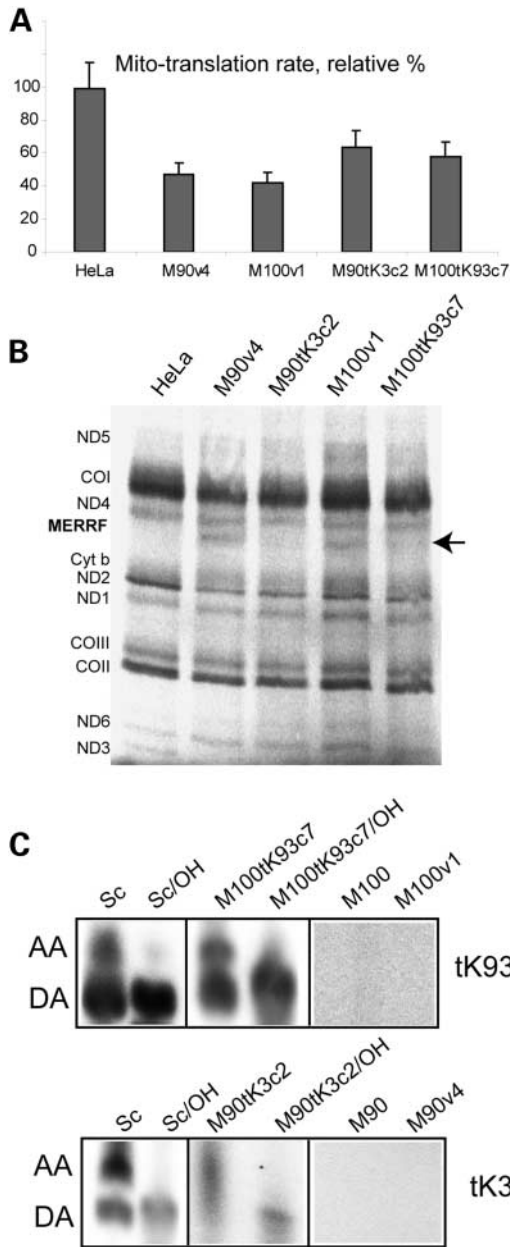 A
Mito-translation rate, relative %
100
80
60
40
20
0
HeLa M90v4 M100v1 M90tK3c2 M100tK93c7
B
HeLa M90v4 M90tK3c2 M100v1 M100tK93c7
ND5
COI
ND4
MERRF
Cyt b
ND2
ND1
COIII
COII
ND6
ND3
C
Sc Sc/OH M100tK93c7 M100tK93c7/OH M100 M100v1
AA
DA
tK93
Sc Sc/OH M90tK3c2 M90tK3c2/OH M90 M90v4
AA
DA
tK3